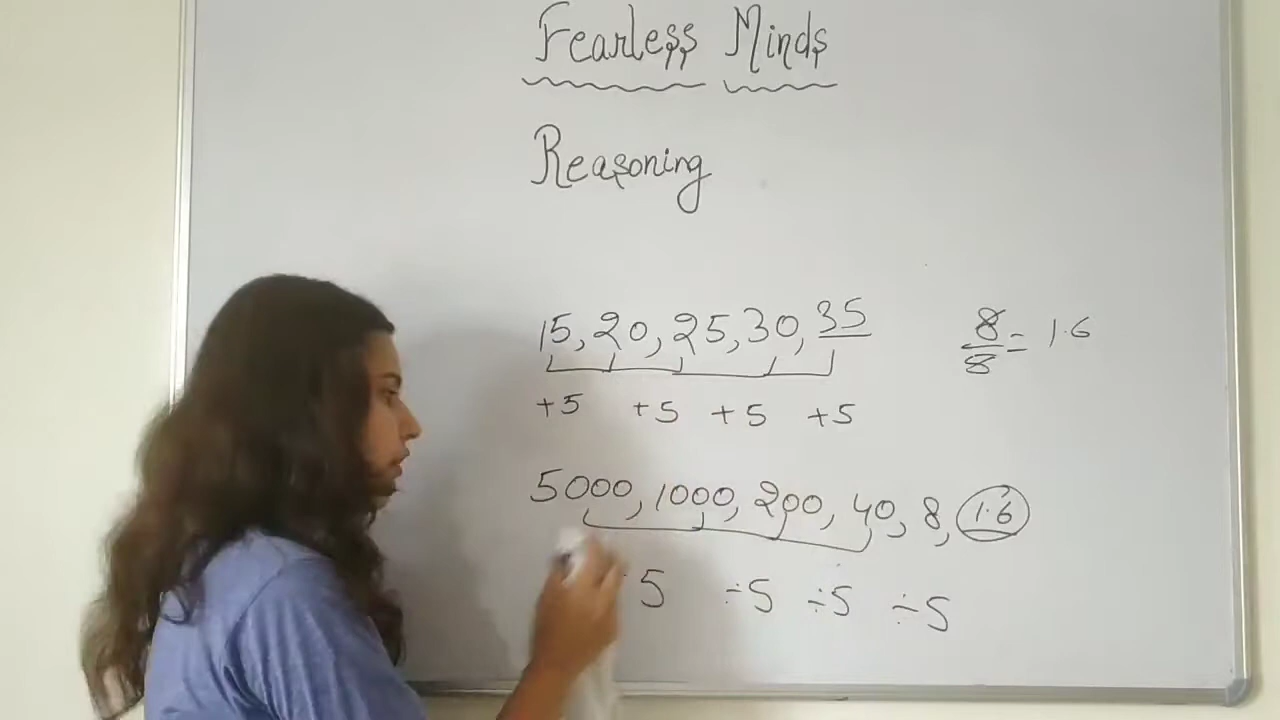 Fearless Minds
Reasoning
15, 20, 25, 30, 35
8/8 = 1.6
+5 +5 +5 +5
5000, 1000, 200, 40, 8, 1.6
÷5 ÷5 ÷5 ÷5